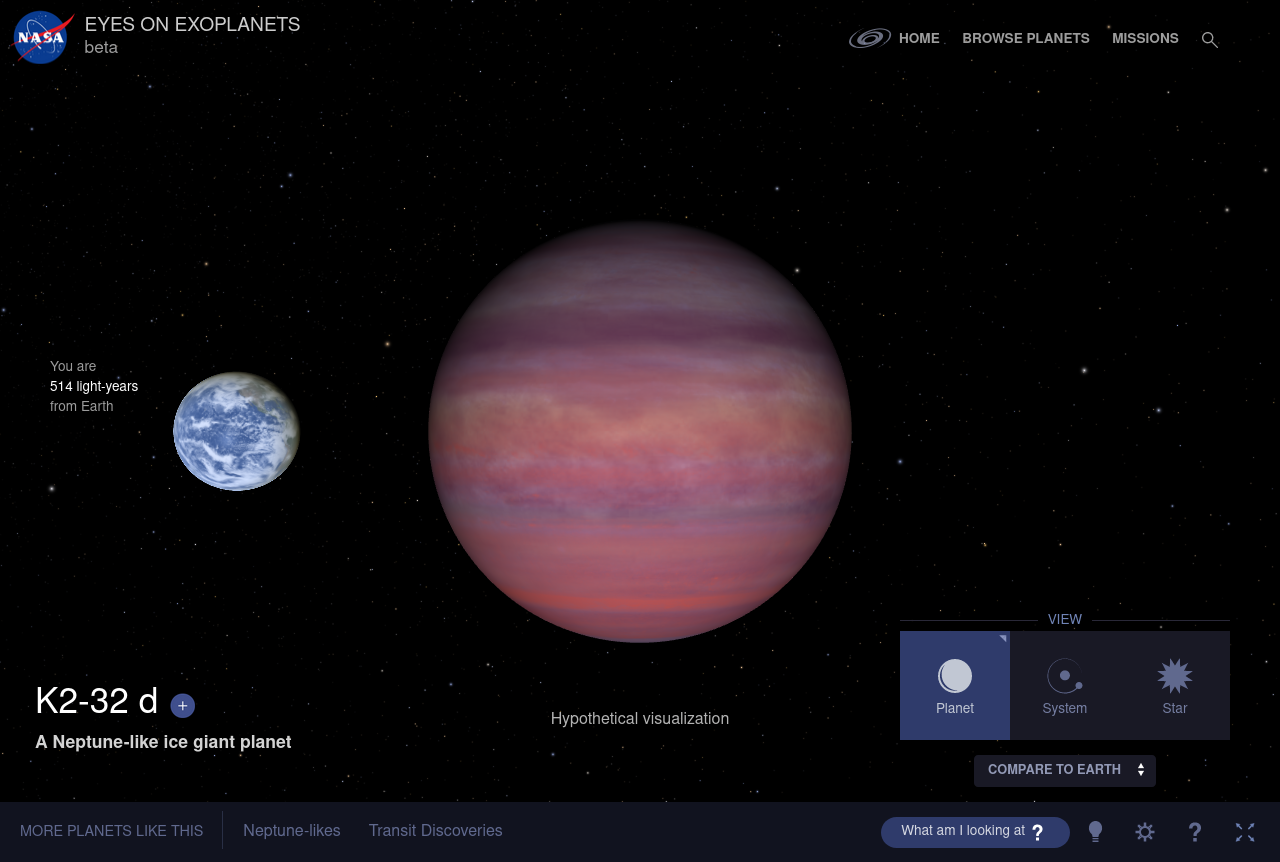 NASA
EYES ON EXOPLANETS
beta
HOME
BROWSE PLANETS
MISSIONS
You are
514 light-years
from Earth
VIEW
Planet
System
Star
K2-32 d +
A Neptune-like ice giant planet
Hypothetical visualization
COMPARE TO EARTH
MORE PLANETS LIKE THIS
Neptune-likes
Transit Discoveries
What am I looking at ?
?